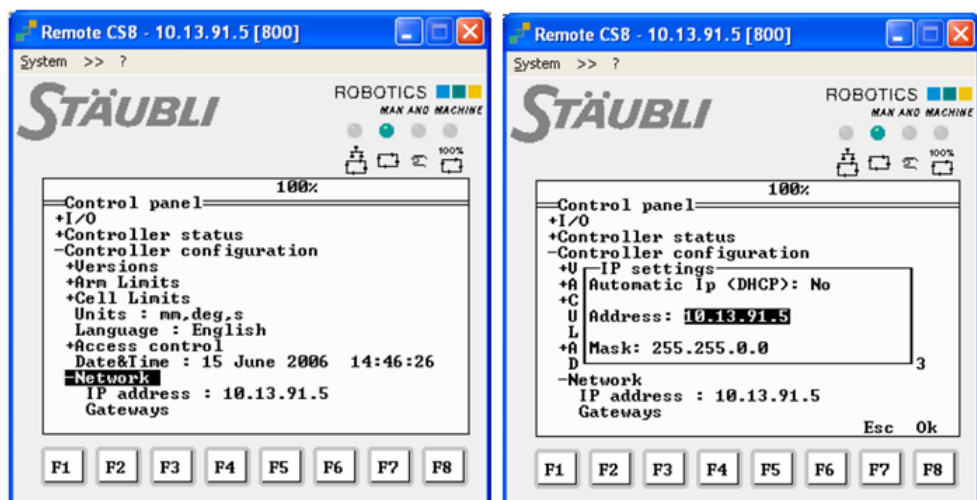 Remote CS8 - 10.13.91.5 [800]
System >> ?
STÄUBLI
ROBOTICS
MAN AND MACHINE
100%
100%
Control panel
+I/O
+Controller status
-Controller configuration
+Versions
+Arm Limits
+Cell Limits
Units : mm,deg,s
Language : English
+Access control
Date&Time : 15 June 2006 14:46:26
-Network
IP address : 10.13.91.5
Gateways
F1 F2 F3 F4 F5 F6 F7 F8
Remote CS8 - 10.13.91.5 [800]
System >> ?
STÄUBLI
ROBOTICS
MAN AND MACHINE
100%
100%
Control panel
+I/O
+Controller status
-Controller configuration
+V
IP settings
+A Automatic Ip (DHCP): No
+C
U Address: 10.13.91.5
L
+A Mask: 255.255.0.0
D 3
-Network
IP address : 10.13.91.5
Gateways
Esc Ok
F1 F2 F3 F4 F5 F6 F7 F8